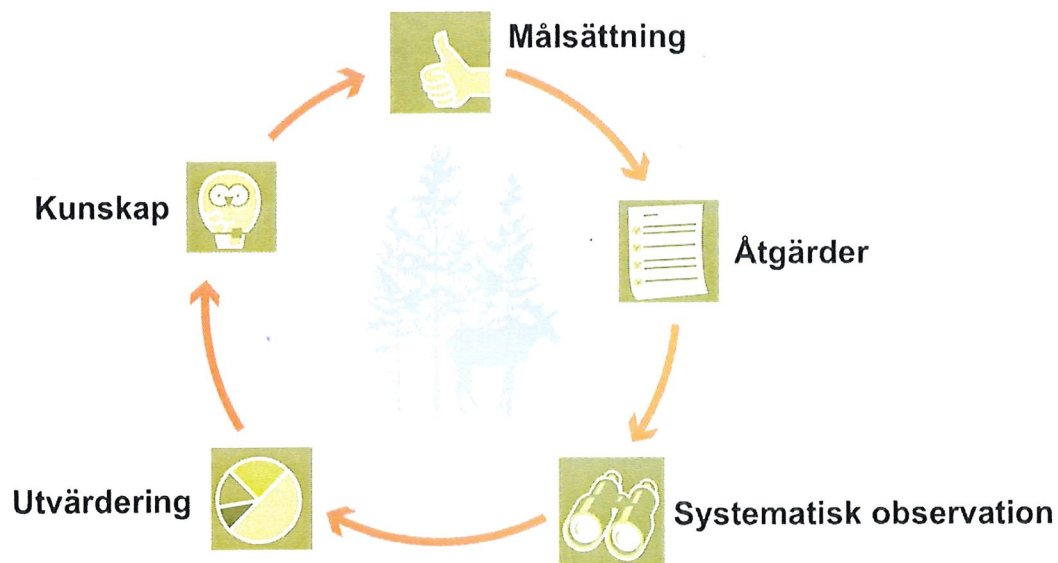 Målsättning
Åtgärder
Systematisk observation
Utvärdering
Kunskap